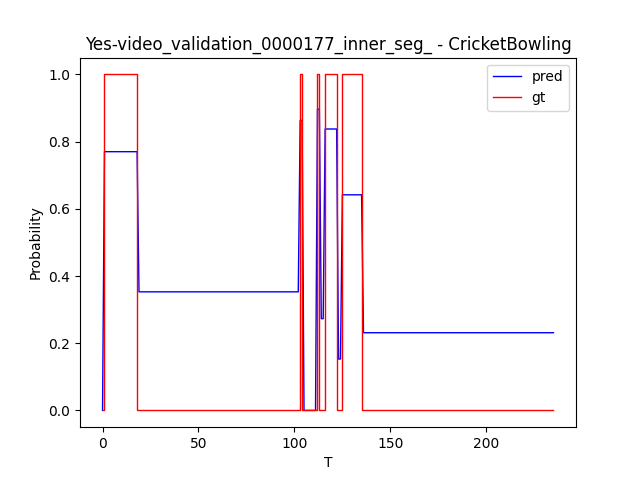 Yes-video_validation_0000177_inner_seg_ - CricketBowling
pred
gt
1.0
0.8
0.6
0.4
0.2
0.0
Probability
0
50
100
150
200
T